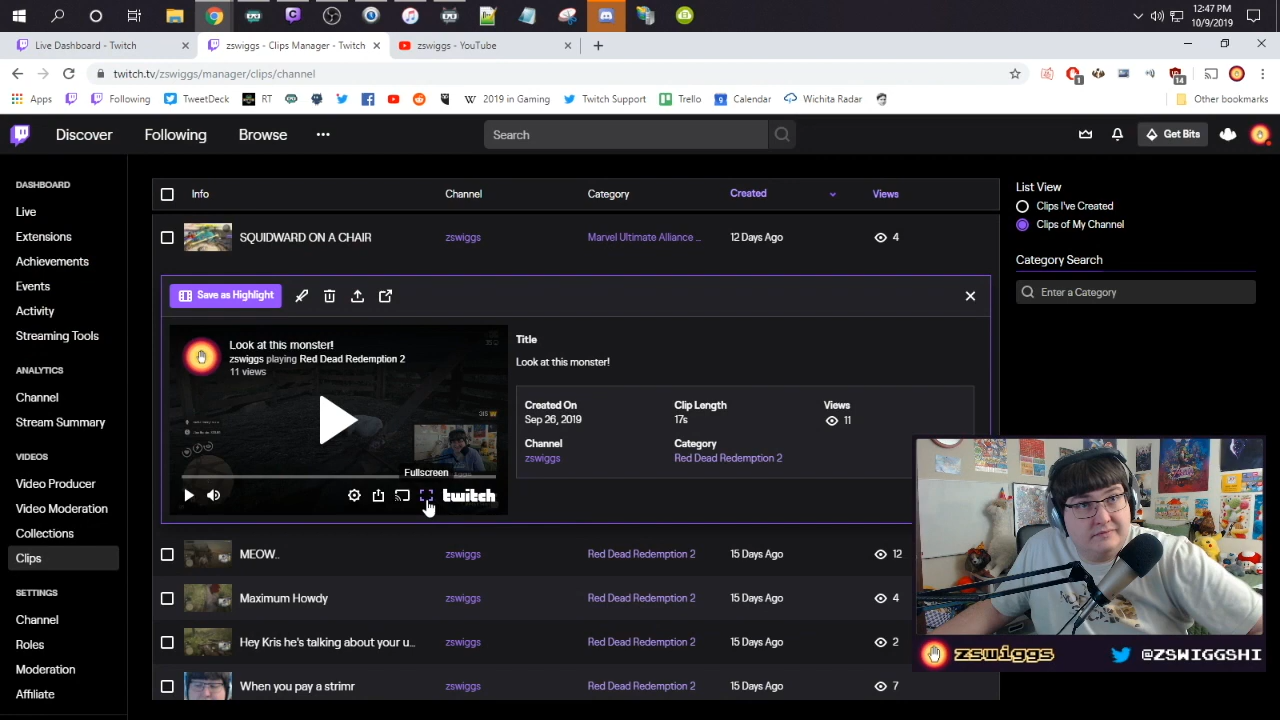 12:47 PM
10/9/2019
Live Dashboard - Twitch
zswiggs - Clips Manager - Twitch
zswiggs - YouTube
twitch.tv/zswiggs/manager/clips/channel
1
14
Apps
Following
TweetDeck
RT
2019 in Gaming
Twitch Support
Trello
Calendar
Wichita Radar
Other bookmarks
Discover
Following
Browse
Search
Get Bits
DASHBOARD
Live
Extensions
Achievements
Events
Activity
Streaming Tools
ANALYTICS
Channel
Stream Summary
VIDEOS
Video Producer
Video Moderation
Collections
Clips
SETTINGS
Channel
Roles
Moderation
Affiliate
Info Channel Category Created Views
SQUIDWARD ON A CHAIR zswiggs Marvel Ultimate Alliance ... 12 Days Ago 4
Save as Highlight
Look at this monster!
zswiggs playing Red Dead Redemption 2
11 views
Fullscreen
twitch
Title
Look at this monster!
Created On Clip Length Views
Sep 26, 2019 17s 11
Channel Category
zswiggs Red Dead Redemption 2
MEOW.. zswiggs Red Dead Redemption 2 15 Days Ago 12
Maximum Howdy zswiggs Red Dead Redemption 2 15 Days Ago 4
Hey Kris he's talking about your u... zswiggs Red Dead Redemption 2 15 Days Ago 2
When you pay a strimr zswiggs Red Dead Redemption 2 15 Days Ago 7
List View
Clips I've Created
Clips of My Channel
Category Search
Enter a Category
zswiggs
@ZSWIGGSHI